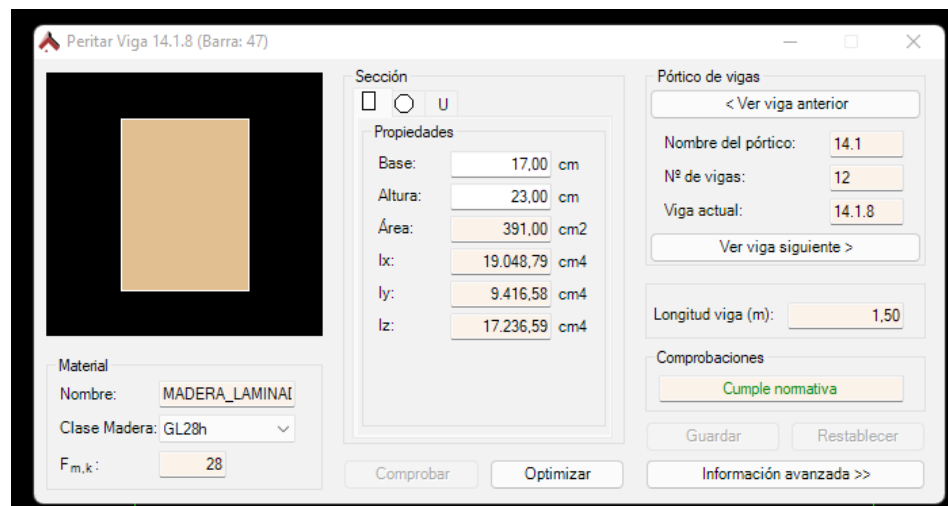 Peritar Viga 14.1.8 (Barra: 47)
Sección
U
Propiedades
Base: 17,00 cm
Altura: 23,00 cm
Área: 391,00 cm2
Ix: 19.048,79 cm4
Iy: 9.416,58 cm4
Iz: 17.236,59 cm4
Material
Nombre: MADERA_LAMINAD
Clase Madera: GL28h
Fm,k: 28
Comprobar
Optimizar
Pórtico de vigas
< Ver viga anterior
Nombre del pórtico: 14.1
Nº de vigas: 12
Viga actual: 14.1.8
Ver viga siguiente >
Longitud viga (m): 1,50
Comprobaciones
Cumple normativa
Guardar
Restablecer
Información avanzada >>